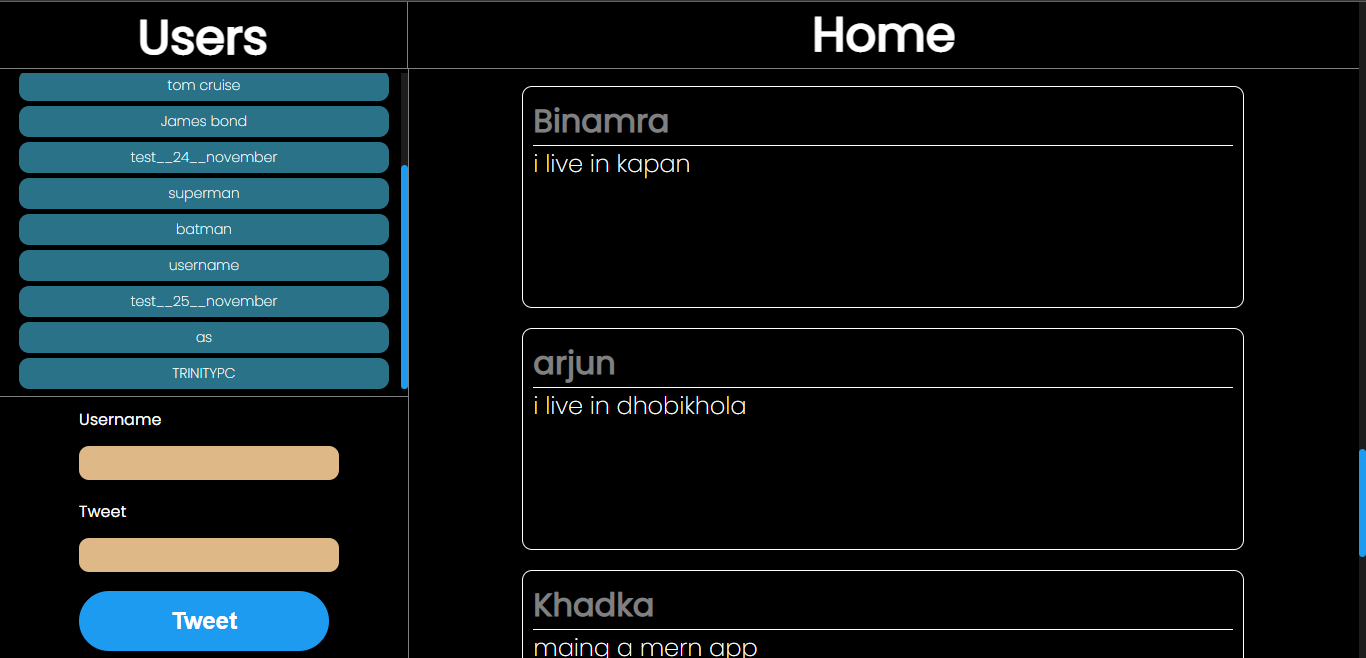 Users
tom cruise
James bond
test__24__november
superman
batman
username
test__25__november
as
TRINITYPC
Username
Tweet
Tweet
Home
Binamra
i live in kapan
arjun
i live in dhobikhola
Khadka
maing a mern app